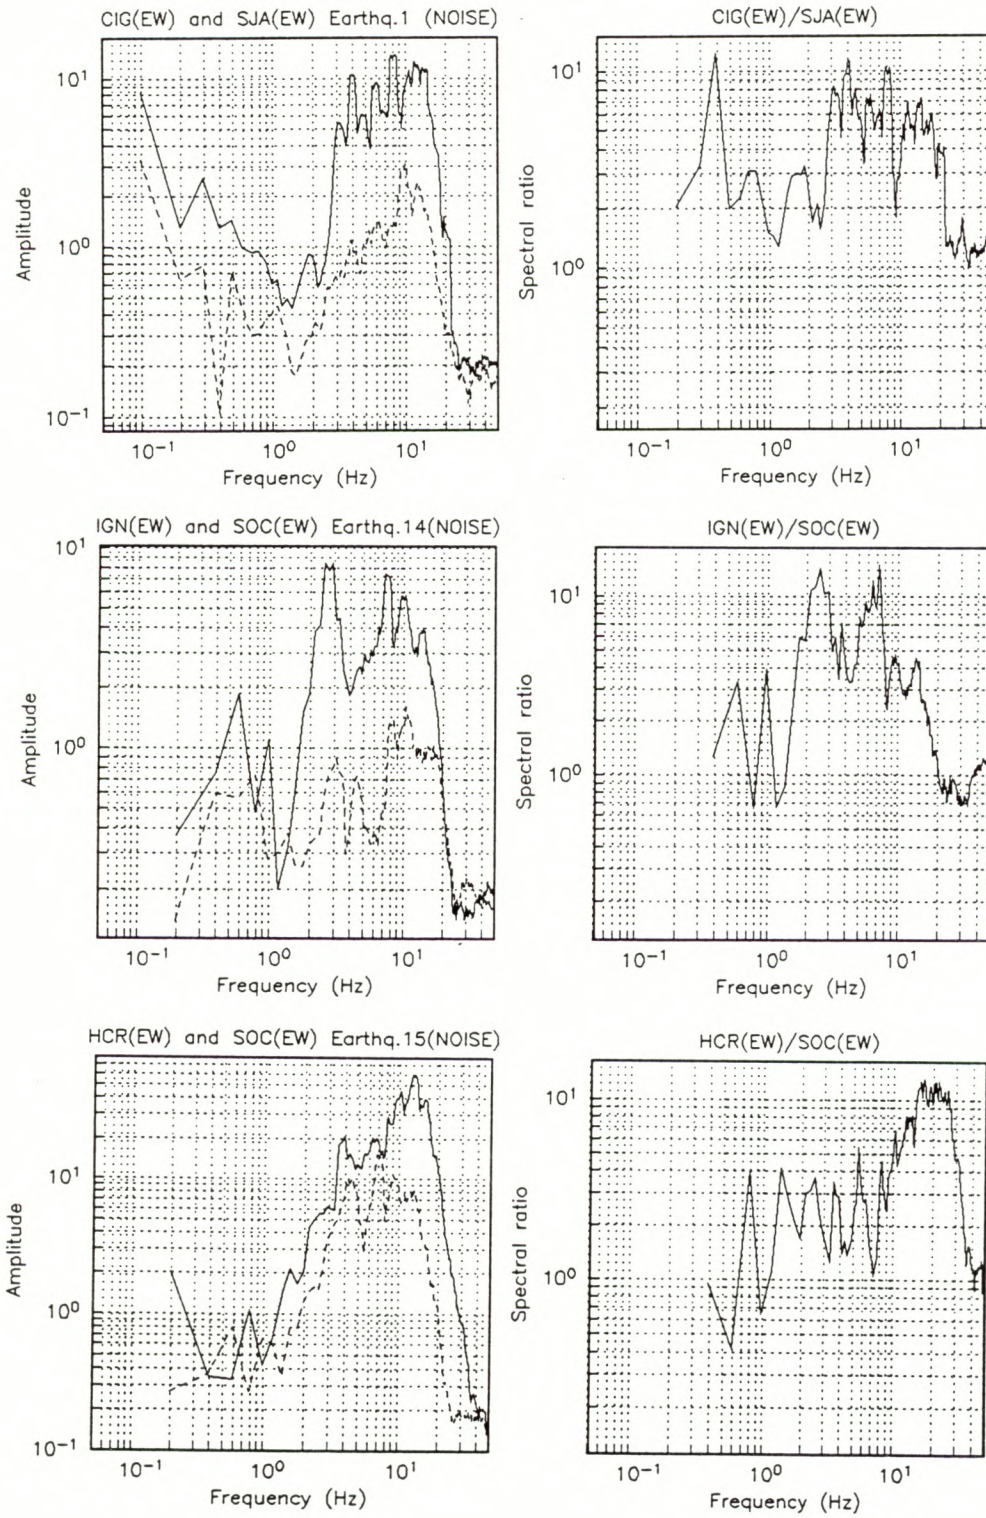 CIG(EW) and SJA(EW) Earthq.1 (NOISE)
10¹
10⁰
10⁻¹
Amplitude
10⁻¹ 10⁰ 10¹
Frequency (Hz)
CIG(EW)/SJA(EW)
10¹
10⁰
Spectral ratio
10⁻¹ 10⁰ 10¹
Frequency (Hz)
IGN(EW) and SOC(EW) Earthq.14(NOISE)
10¹
10⁰
Amplitude
10⁻¹ 10⁰ 10¹
Frequency (Hz)
IGN(EW)/SOC(EW)
10¹
10⁰
Spectral ratio
10⁻¹ 10⁰ 10¹
Frequency (Hz)
HCR(EW) and SOC(EW) Earthq.15(NOISE)
10¹
10⁰
10⁻¹
Amplitude
10⁻¹ 10⁰ 10¹
Frequency (Hz)
HCR(EW)/SOC(EW)
10¹
10⁰
Spectral ratio
10⁻¹ 10⁰ 10¹
Frequency (Hz)